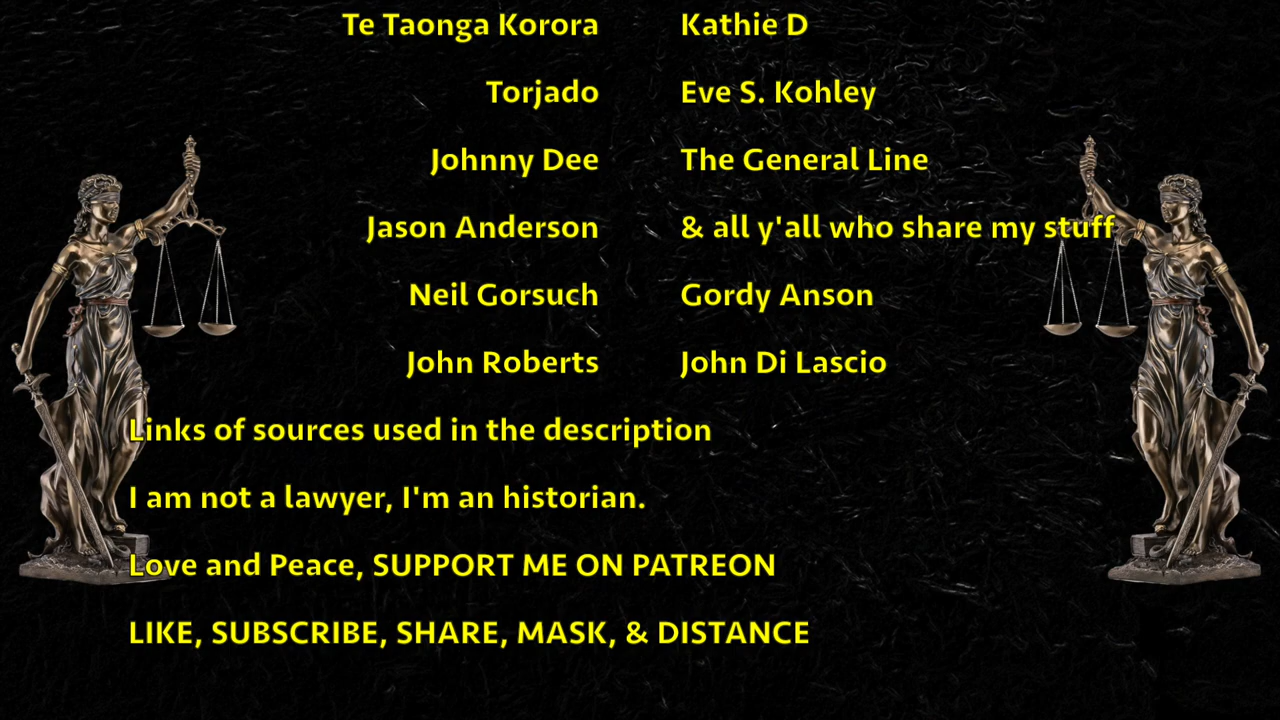 Te Taonga Korora Kathie D
Torjado Eve S. Kohley
Johnny Dee The General Line
Jason Anderson & all y'all who share my stuff
Neil Gorsuch Gordy Anson
John Roberts John Di Lascio
Links of sources used in the description
I am not a lawyer, I'm an historian.
Love and Peace, SUPPORT ME ON PATREON
LIKE, SUBSCRIBE, SHARE, MASK, & DISTANCE